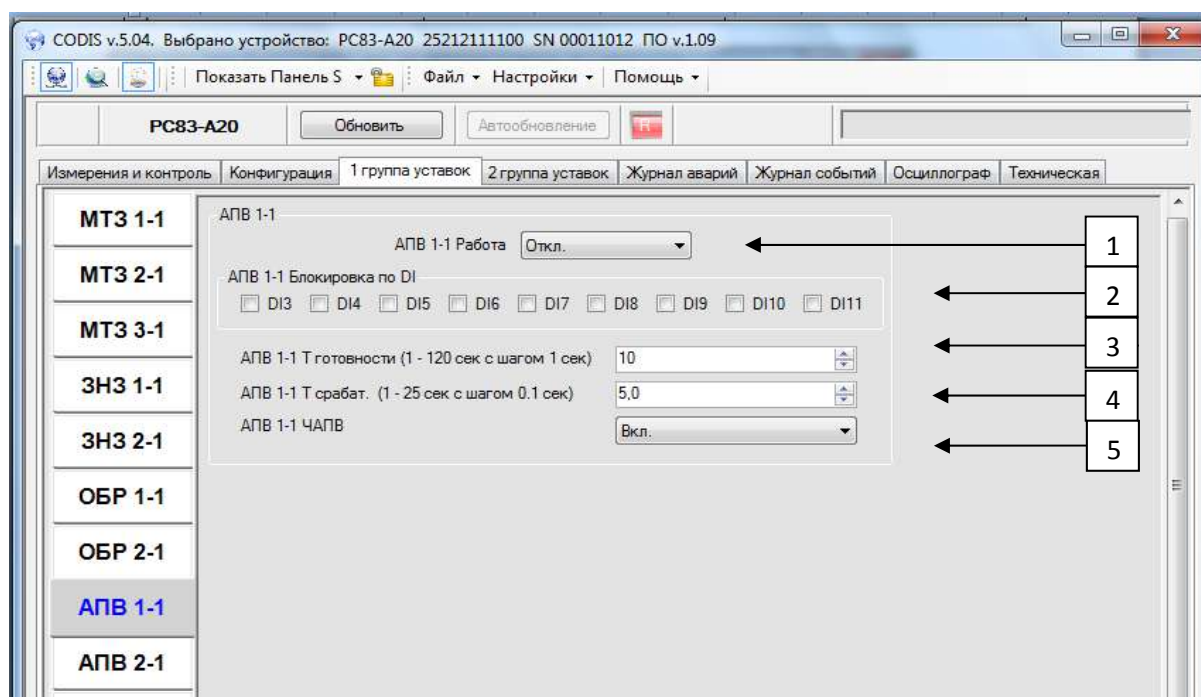 CODIS v.5.04. Выбрано устройство: РС83-А20 25212111100 SN 00011012 ПО v.1.09
Показать Панель S Файл Настройки Помощь
РС83-А20 Обновить Автообновление R
Измерения и контроль Конфигурация 1 группа уставок 2 группа уставок Журнал аварий Журнал событий Осциллограф Техническая
МТЗ 1-1
МТЗ 2-1
МТЗ 3-1
ЗНЗ 1-1
ЗНЗ 2-1
ОБР 1-1
ОБР 2-1
АПВ 1-1
АПВ 2-1
АПВ 1-1
АПВ 1-1 Работа Откл. 1
АПВ 1-1 Блокировка по DI
DI3 DI4 DI5 DI6 DI7 DI8 DI9 DI10 DI11 2
АПВ 1-1 Т готовности (1 - 120 сек с шагом 1 сек) 10 3
АПВ 1-1 Т срабат. (1 - 25 сек с шагом 0.1 сек) 5,0 4
АПВ 1-1 ЧАПВ Вкл. 5